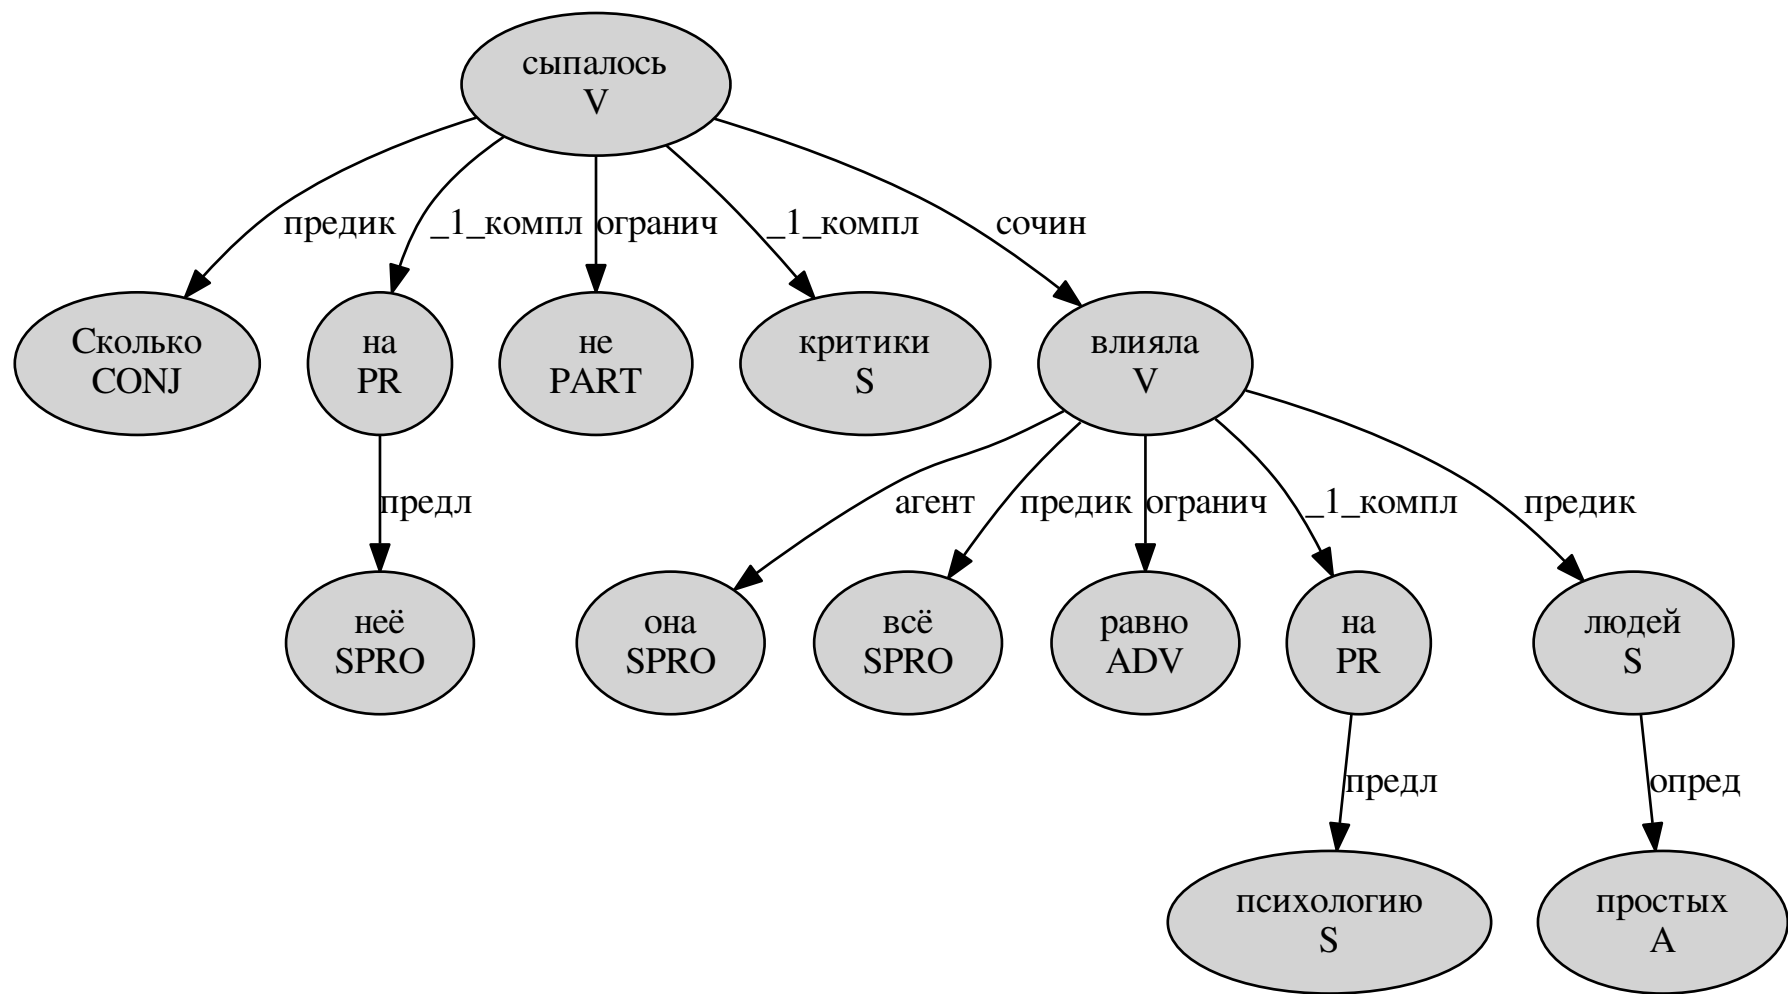 сыпалось
V
предик
_1_компл
огранич
_1_компл
сочин
Сколько
CONJ
на
PR
не
PART
критики
S
влияла
V
предл
агент
предик
огранич
_1_компл
предик
неё
SPRO
она
SPRO
всё
SPRO
равно
ADV
на
PR
людей
S
предл
опред
психологию
S
простых
A